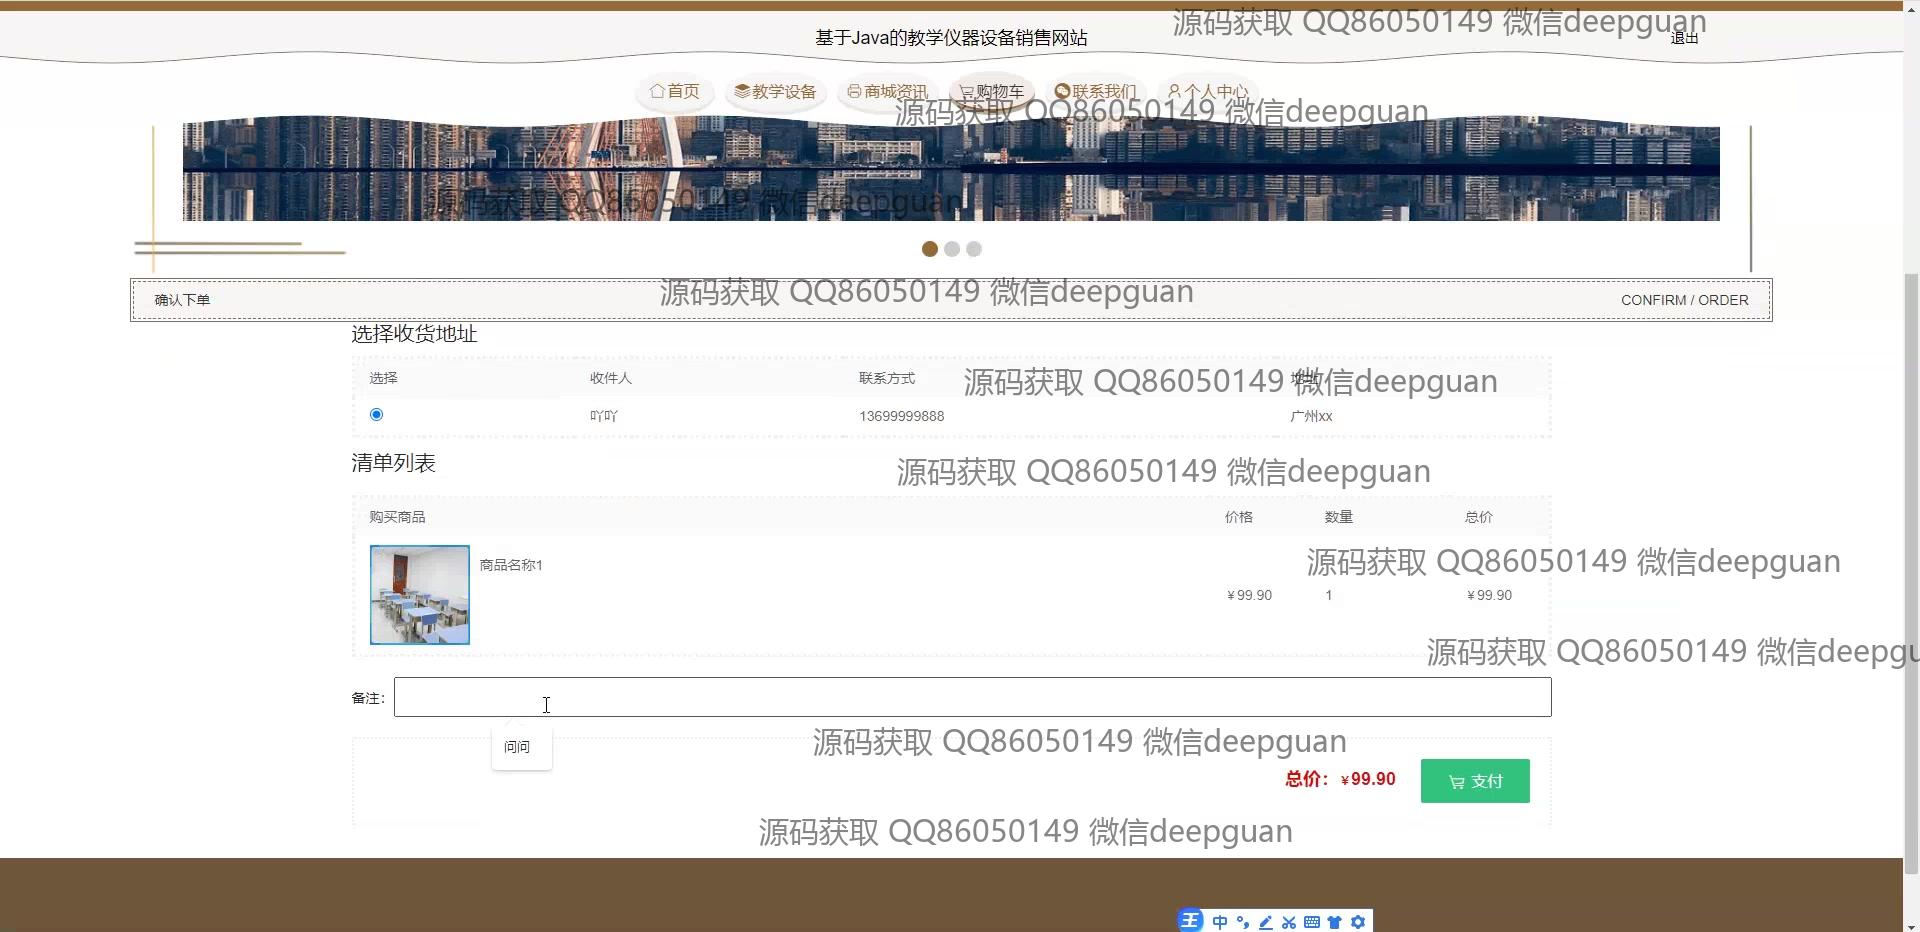 源码获取 QQ86050149 微信deepguan
基于Java的教学仪器设备销售网站
退出
首页 教学设备 商城资讯 购物车 联系我们 个人中心
源码获取 QQ86050149 微信deepguan
源码获取 QQ86050149 微信deepguan
源码获取 QQ86050149 微信deepguan
确认下单 CONFIRM / ORDER
选择收货地址
选择 收件人 联系方式 地址
源码获取 QQ86050149 微信deepguan
吖吖 13699999888 广州xx
清单列表
源码获取 QQ86050149 微信deepguan
购买商品 价格 数量 总价
商品名称1
源码获取 QQ86050149 微信deepguan
¥99.90 1 ¥99.90
源码获取 QQ86050149 微信deepgu
备注:
问问
源码获取 QQ86050149 微信deepguan
总价：¥99.90 支付
源码获取 QQ86050149 微信deepguan
王 中